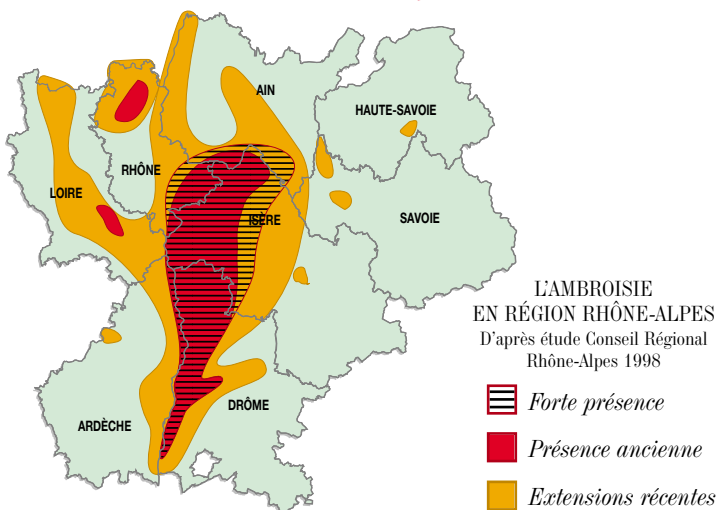 AIN
HAUTE-SAVOIE
RHÔNE
LOIRE
ISÈRE
SAVOIE
L'AMBROISIE
EN RÉGION RHÔNE-ALPES
D'après étude Conseil Régional
Rhône-Alpes 1998
Forte présence
DRÔME
ARDÈCHE
Présence ancienne
Extensions récentes